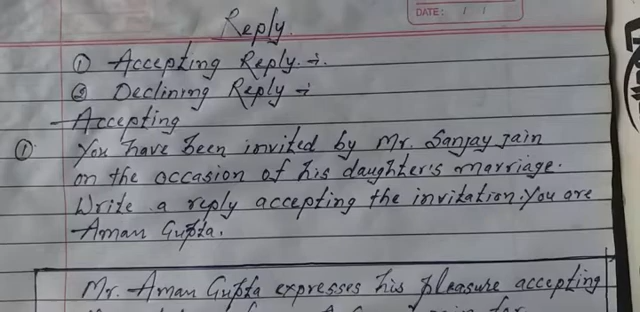 DATE: / /
Reply.
① Accepting Reply :-
② Declining Reply :-
Accepting
① You have been invited by Mr. Sanjay Jain
on the occasion of his daughter's marriage.
Write a reply accepting the invitation. You are
Aman Gupta.
Mr. Aman Gupta expresses his pleasure accepting
for